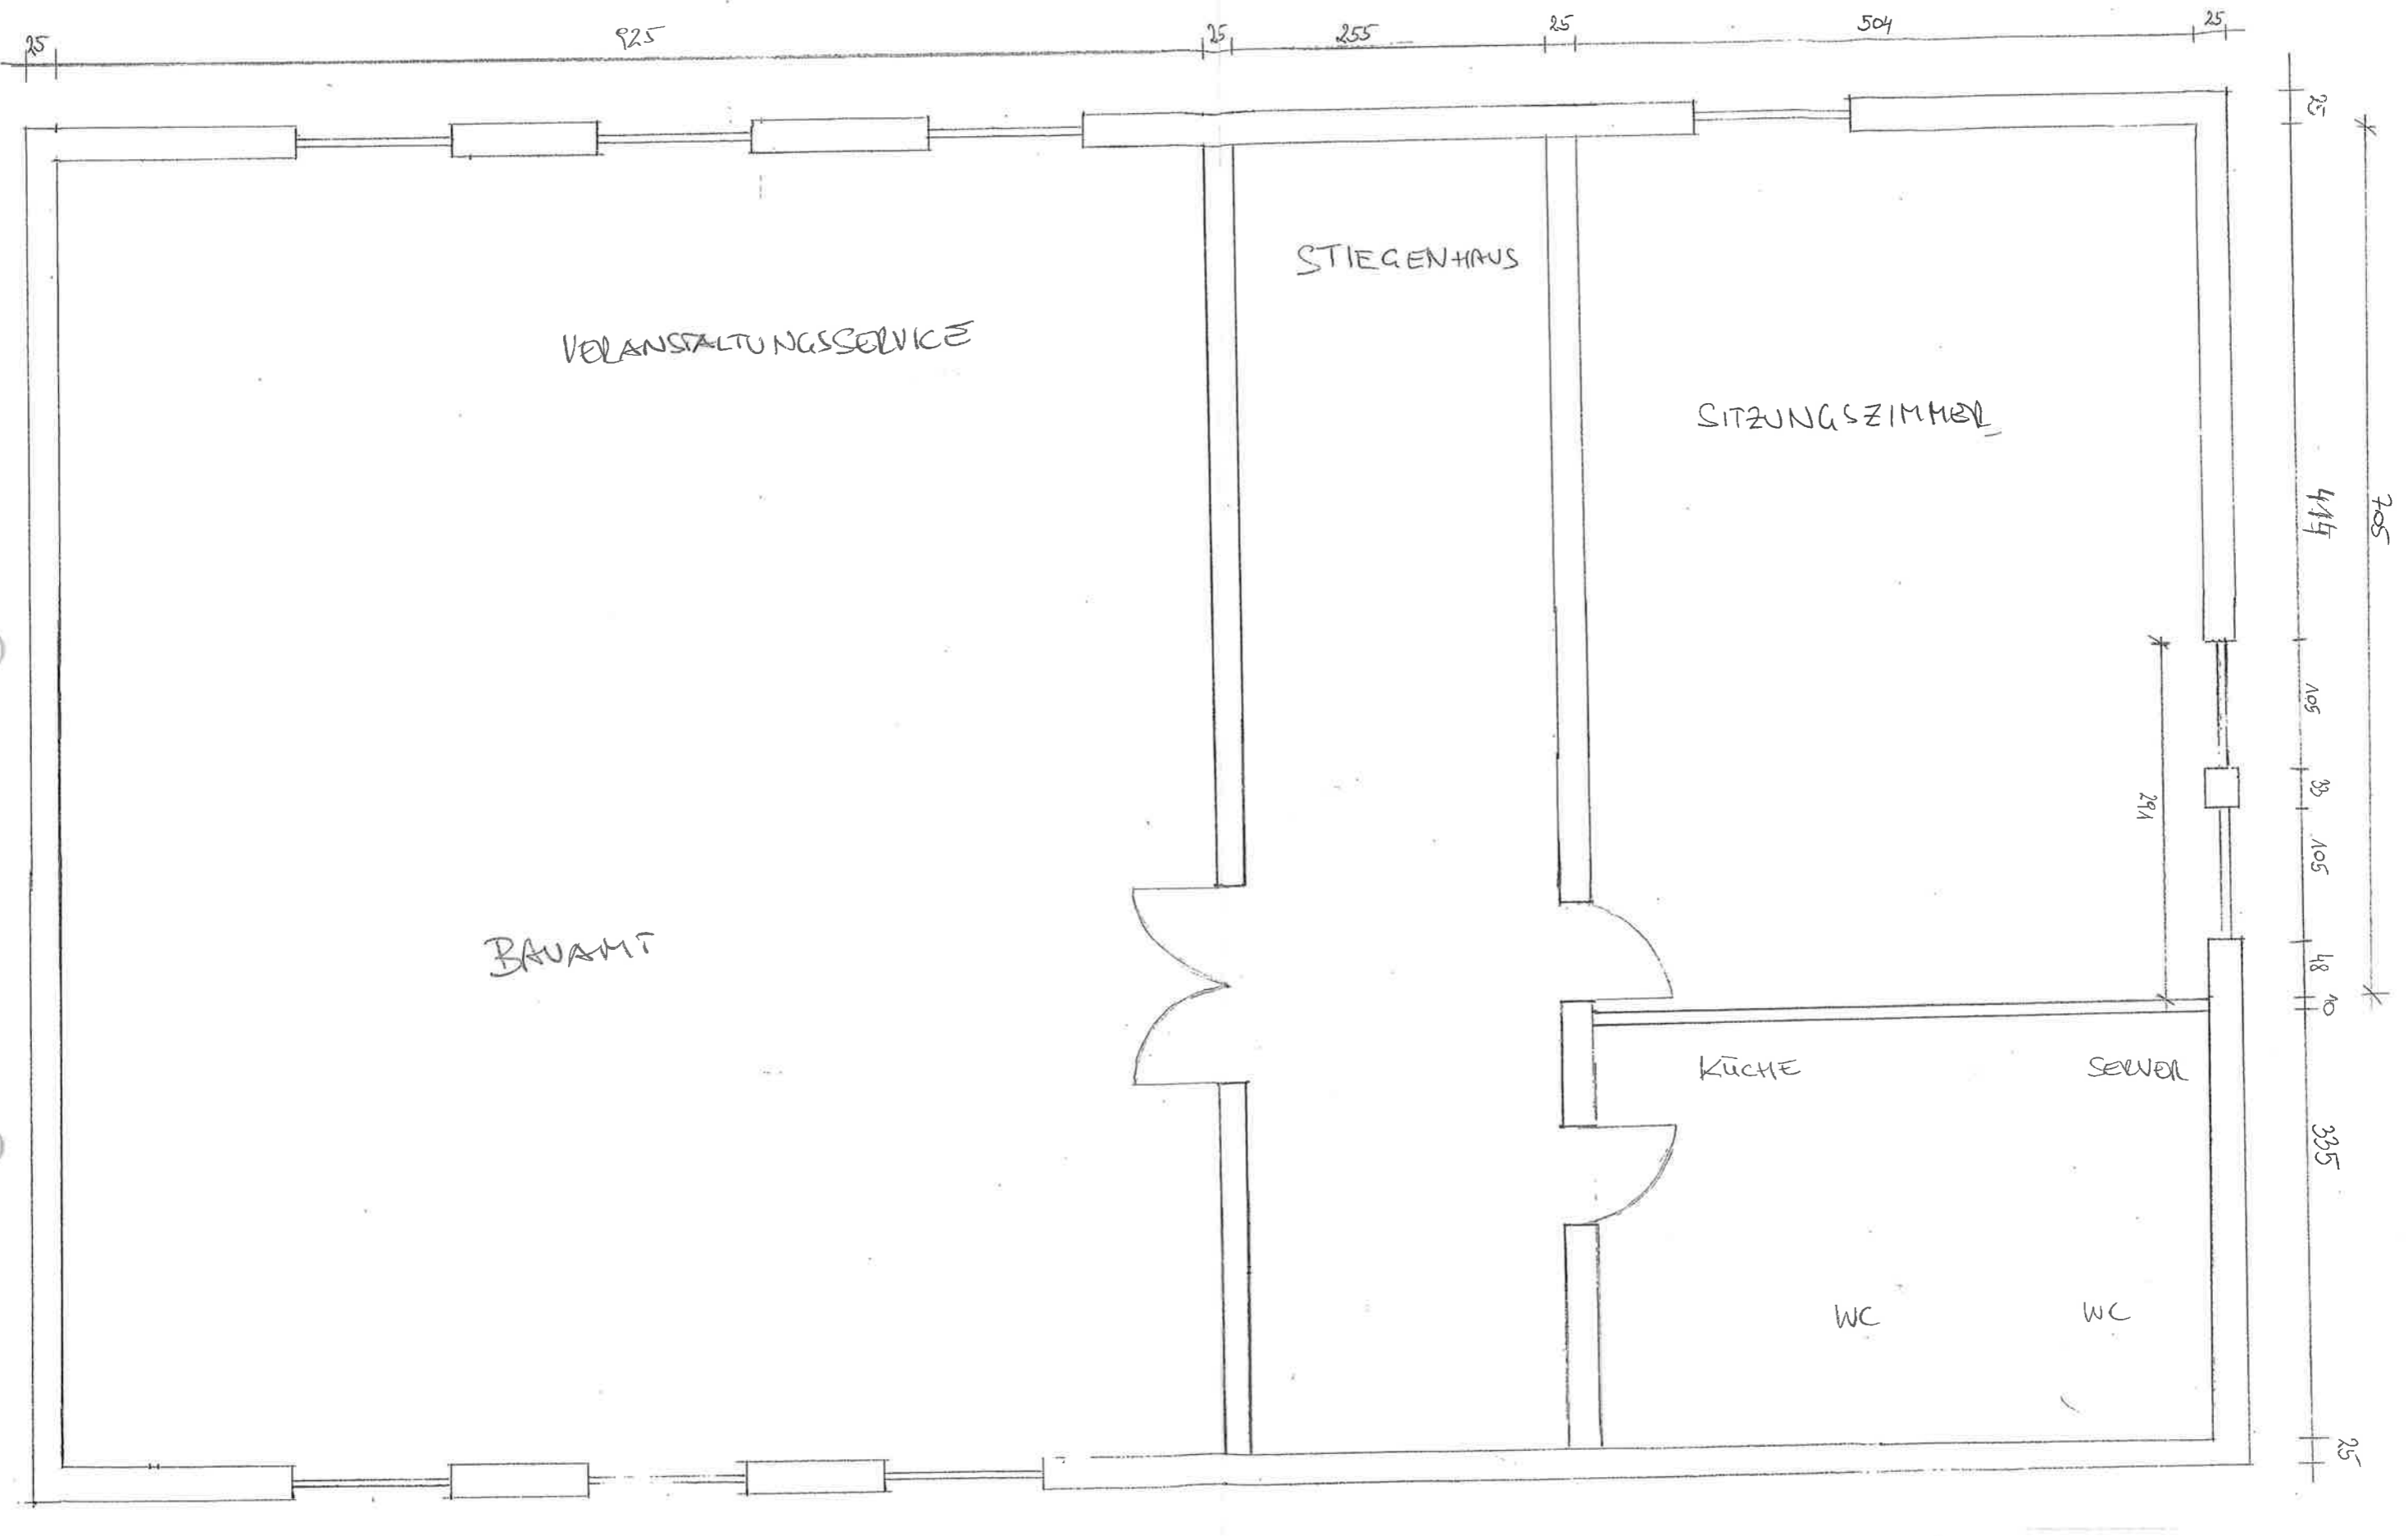 25 925 25 255 25 504 25
25
STIEGENHAUS
VERANSTALTUNGSSERVICE
SITZUNGSZIMMER
414
705
105
33
291
105
BAUAMT
48
10
KÜCHE
SERVER
335
WC
WC
25